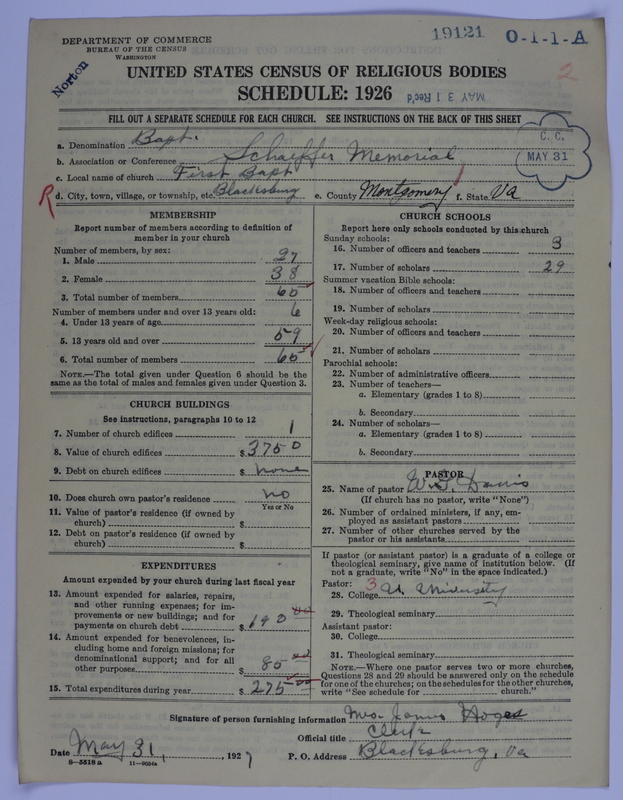 DEPARTMENT OF COMMERCE
BUREAU OF THE CENSUS
WASHINGTON
19121 O-1-1-A
Norton
UNITED STATES CENSUS OF RELIGIOUS BODIES
2
SCHEDULE: 1926
MAY 31 Rec'd
FILL OUT A SEPARATE SCHEDULE FOR EACH CHURCH. SEE INSTRUCTIONS ON THE BACK OF THIS SHEET
C. C.
MAY 31
a. Denomination Bapt.
b. Association or Conference Schaeffer Memorial
c. Local name of church First Bapt
R d. City, town, village, or township, etc. Blacksburg e. County Montgomery f. State Va
MEMBERSHIP
Report number of members according to definition of
member in your church
Number of members, by sex:
1. Male 27
2. Female 38
3. Total number of members 65
Number of members under and over 13 years old:
4. Under 13 years of age 6
5. 13 years old and over 59
6. Total number of members 65
NOTE.—The total given under Question 6 should be
same as the total of males and females given under Question 3.
CHURCH BUILDINGS
See instructions, paragraphs 10 to 12
7. Number of church edifices 1
8. Value of church edifices $3750
9. Debt on church edifices $ none
10. Does church own pastor's residence no
Yes or No
11. Value of pastor's residence (if owned by
church) $
12. Debt on pastor's residence (if owned by
church) $
EXPENDITURES
Amount expended by your church during last fiscal year
13. Amount expended for salaries, repairs,
and other running expenses; for im-
provements or new buildings; and for
payments on church debt $190 00
14. Amount expended for benevolences, in-
cluding home and foreign missions; for
denominational support; and for all
other purposes $ 85 00
15. Total expenditures during year $ 275 00
CHURCH SCHOOLS
Report here only schools conducted by this church
Sunday schools:
16. Number of officers and teachers 3
17. Number of scholars 29
Summer vacation Bible schools:
18. Number of officers and teachers
19. Number of scholars
Week-day religious schools:
20. Number of officers and teachers
21. Number of scholars
Parochial schools:
22. Number of administrative officers
23. Number of teachers—
a. Elementary (grades 1 to 8)
b. Secondary
24. Number of scholars—
a. Elementary (grades 1 to 8)
b. Secondary
PASTOR
25. Name of pastor Davis
(If church has no pastor, write "None")
26. Number of ordained ministers, if any, em-
ployed as assistant pastors
27. Number of other churches served by the
pastor or his assistants
If pastor (or assistant pastor) is a graduate of a college or
theological seminary, give name of institution below. (If
not a graduate, write "No" in the space indicated.)
Pastor:
28. College 3 University
29. Theological seminary
Assistant pastor:
30. College
31. Theological seminary
NOTE.—Where one pastor serves two or more churches,
Questions 28 and 29 should be answered only on the schedule
for one of the churches; on the schedules for the other churches,
write "See schedule for church."
Signature of person furnishing information Mrs. James Hoges
Official title Clerk
Date May 31, 1927 P. O. Address Blacksburg, Va
8-5518 a